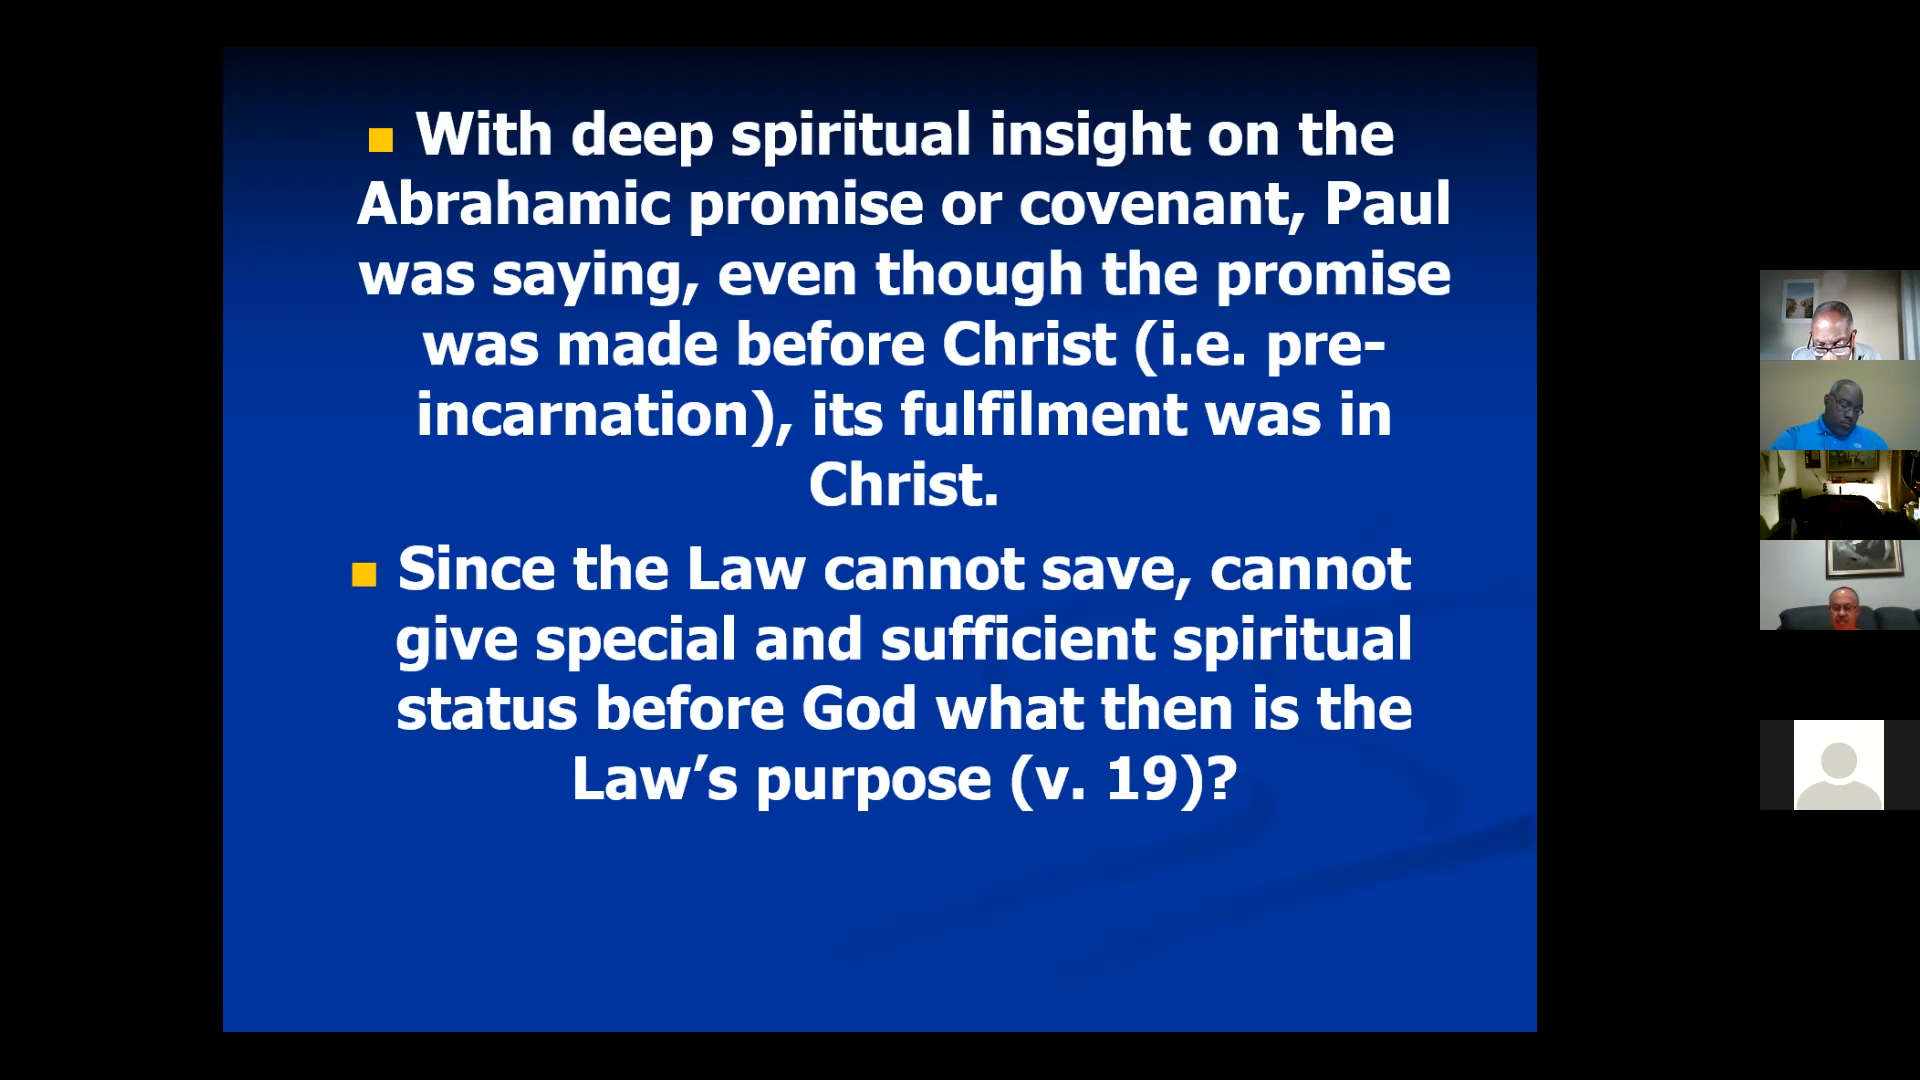 With deep spiritual insight on the
Abrahamic promise or covenant, Paul
was saying, even though the promise
was made before Christ (i.e. pre-
incarnation), its fulfilment was in
Christ.
Since the Law cannot save, cannot
give special and sufficient spiritual
status before God what then is the
Law’s purpose (v. 19)?